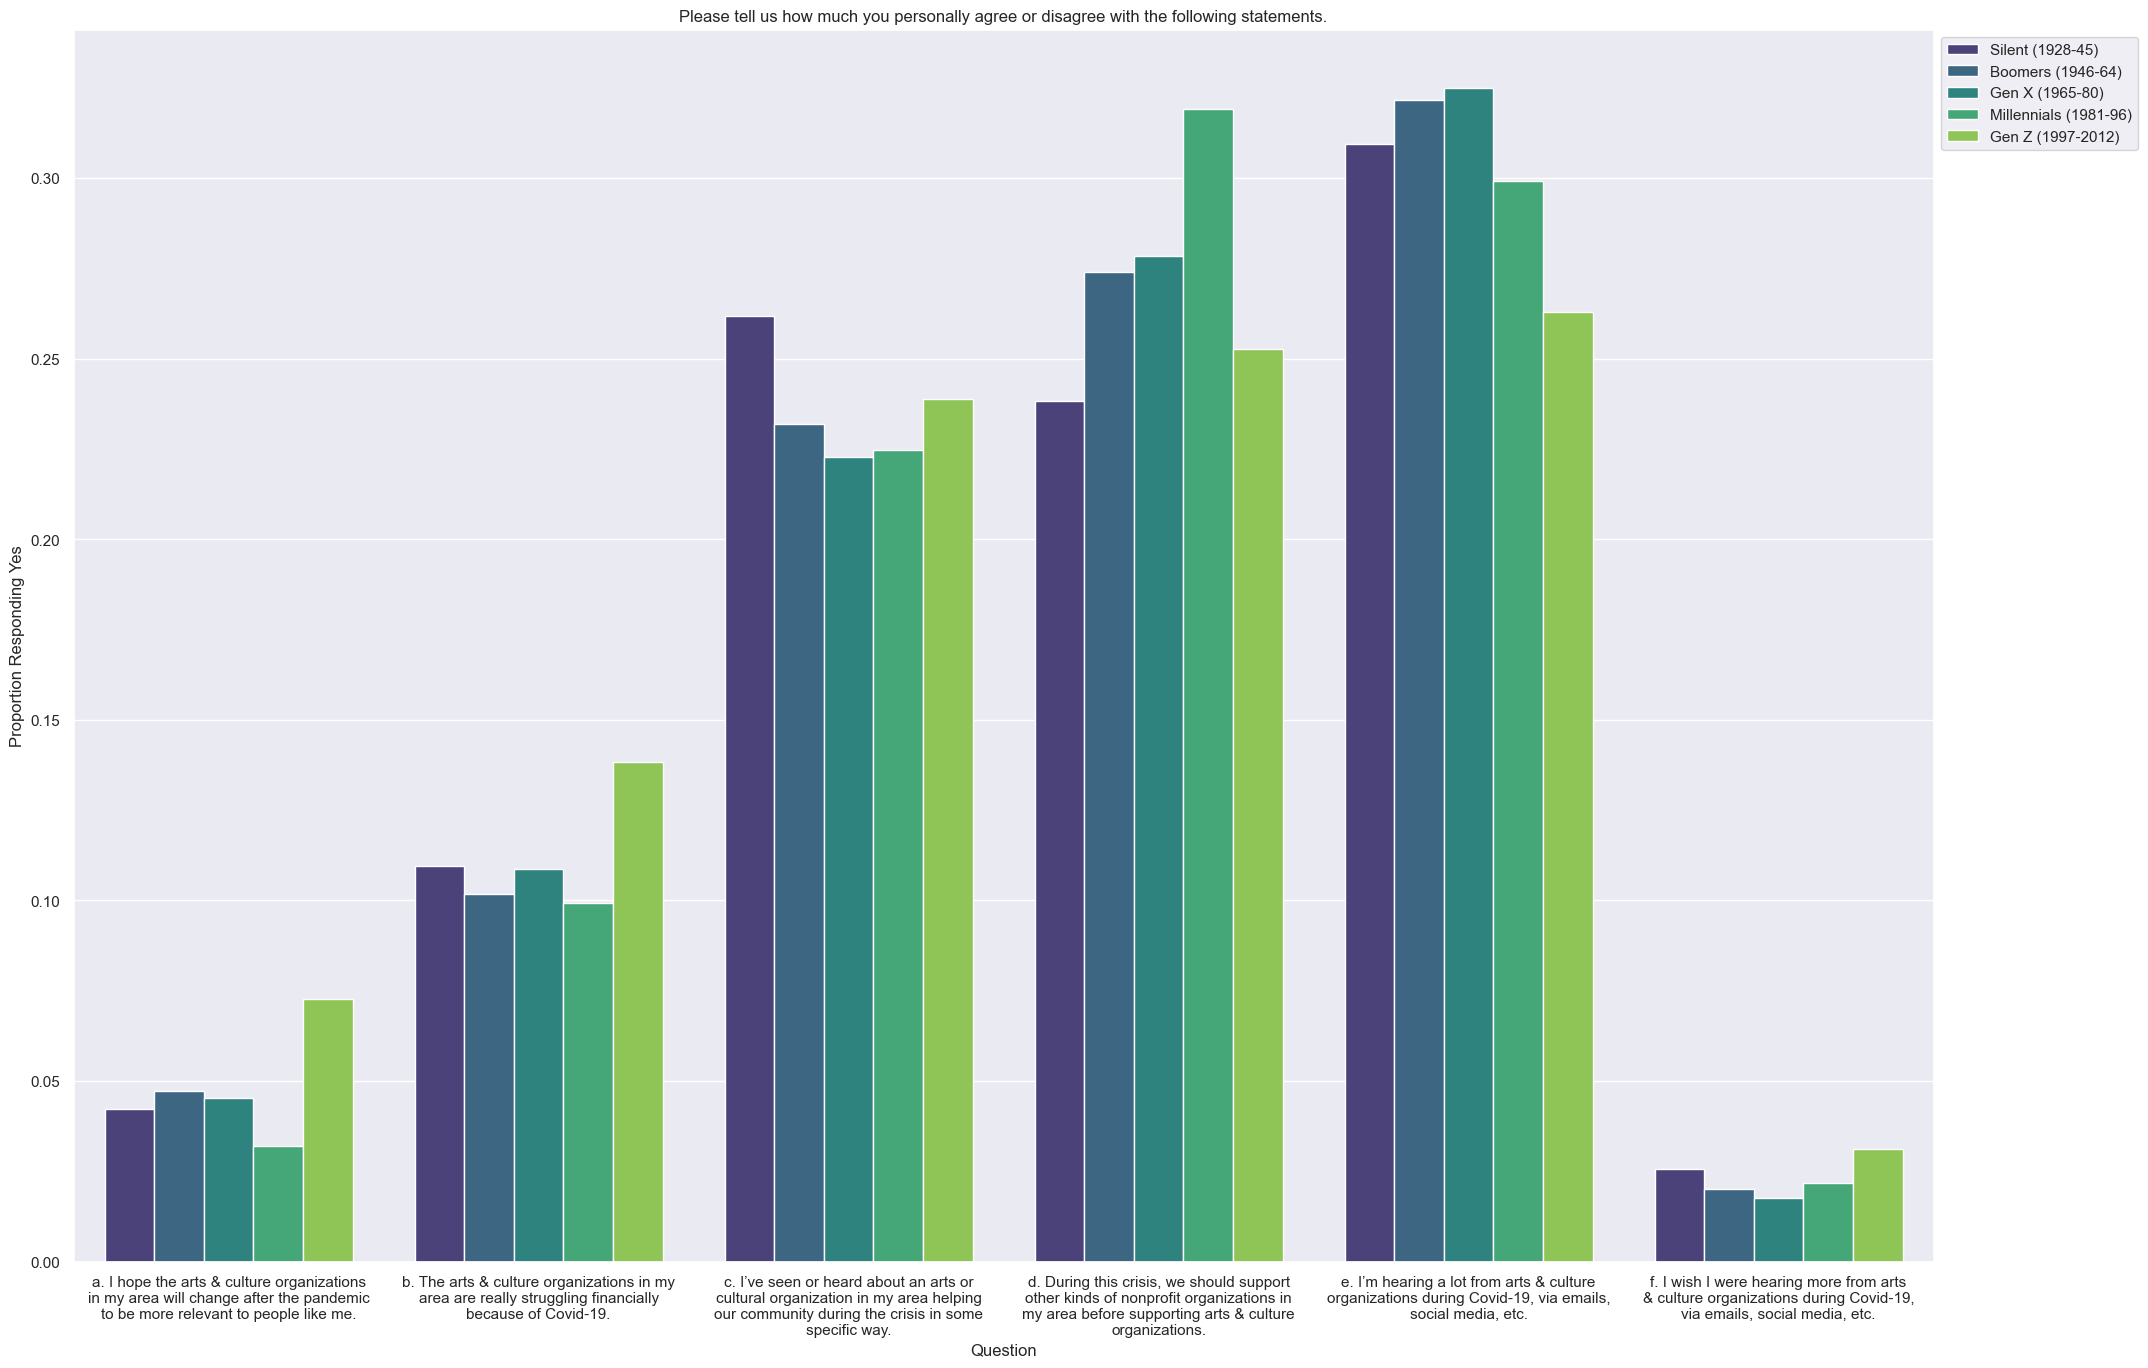 Please tell us how much you personally agree or disagree with the following statements.
Silent (1928-45)
Boomers (1946-64)
Gen X (1965-80)
Millennials (1981-96)
Gen Z (1997-2012)
Proportion Responding Yes
0.30
0.25
0.20
0.15
0.10
0.05
0.00
a. I hope the arts & culture organizations
in my area will change after the pandemic
to be more relevant to people like me.
b. The arts & culture organizations in my
area are really struggling financially
because of Covid-19.
c. I’ve seen or heard about an arts or
cultural organization in my area helping
our community during the crisis in some
specific way.
d. During this crisis, we should support
other kinds of nonprofit organizations in
my area before supporting arts & culture
organizations.
e. I’m hearing a lot from arts & culture
organizations during Covid-19, via emails,
social media, etc.
f. I wish I were hearing more from arts
& culture organizations during Covid-19,
via emails, social media, etc.
Question